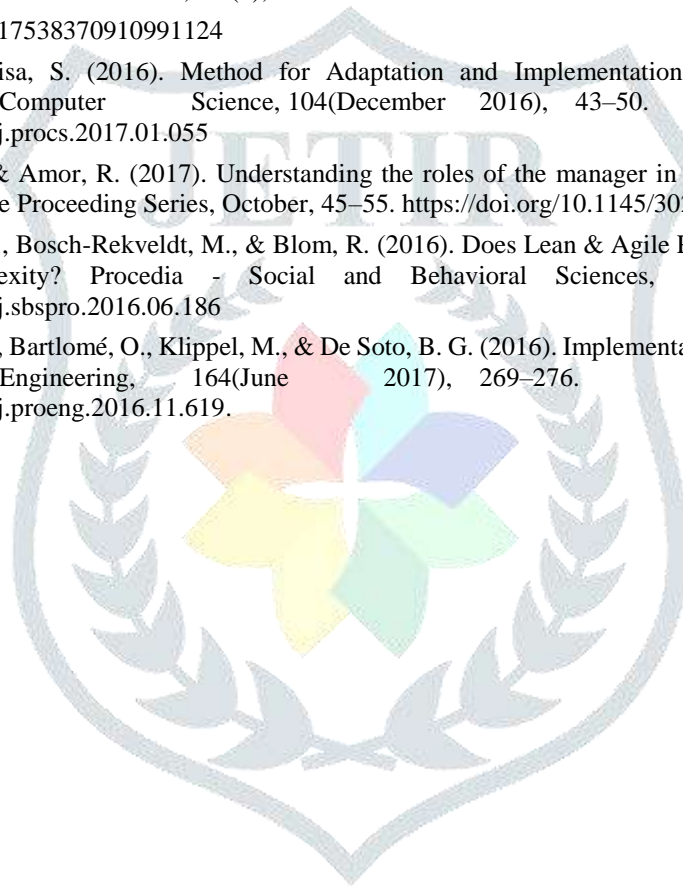 17538370910991124
isa, S. (2016). Method for Adaptation and Implementation
Computer Science, 104(December 2016), 43–50.
j.procs.2017.01.055
& Amor, R. (2017). Understanding the roles of the manager in
e Proceeding Series, October, 45–55. https://doi.org/10.1145/30
., Bosch-Rekveldt, M., & Blom, R. (2016). Does Lean & Agile
exity? Procedia - Social and Behavioral Sciences,
j.sbspro.2016.06.186
, Bartlomé, O., Klippel, M., & De Soto, B. G. (2016). Implementa
Engineering, 164(June 2017), 269–276.
j.proeng.2016.11.619.
JETIR